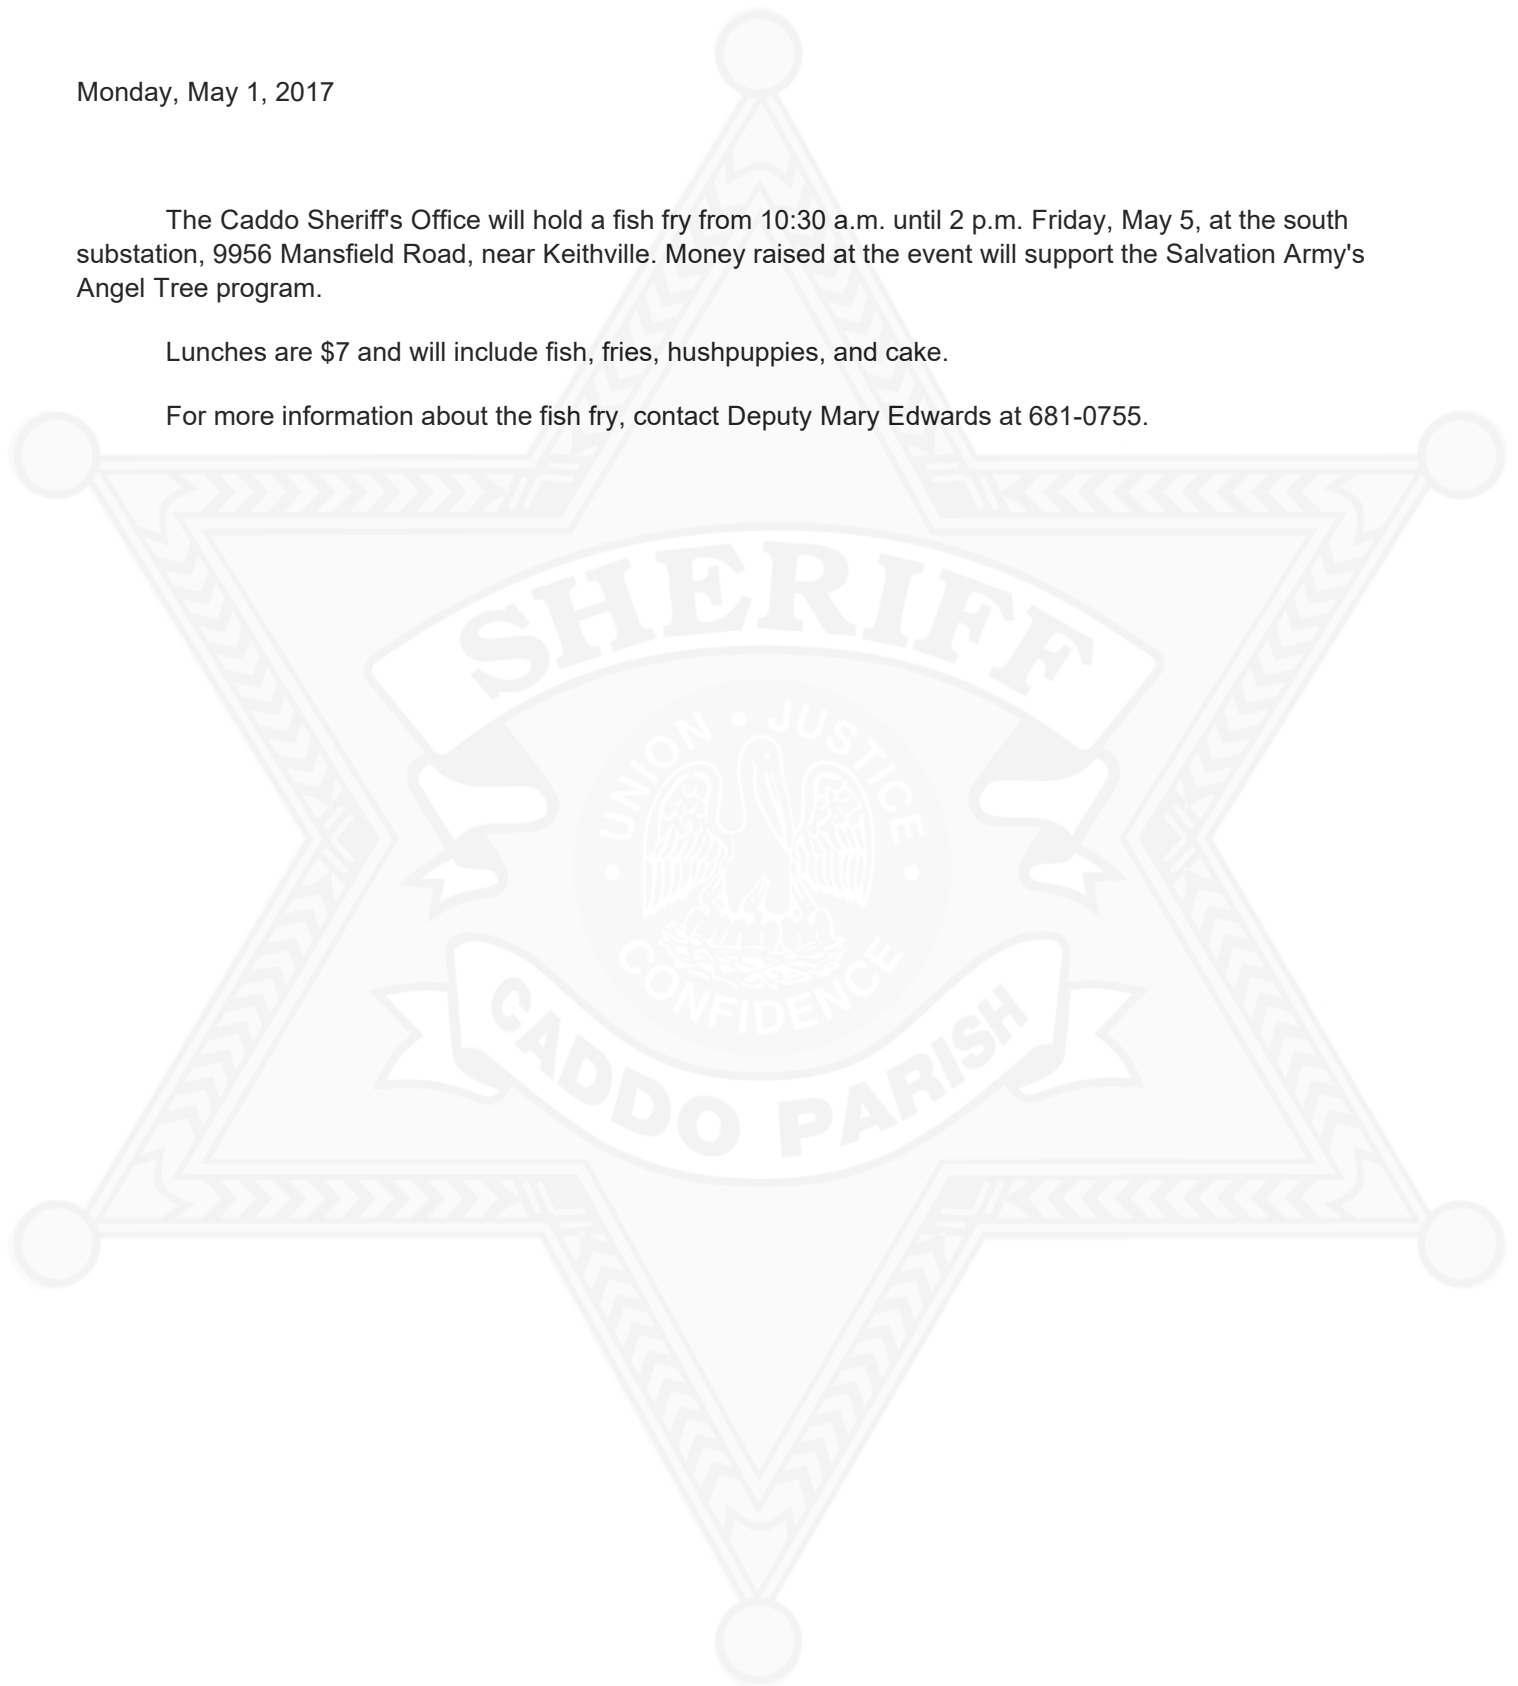 Monday, May 1, 2017
The Caddo Sheriff's Office will hold a fish fry from 10:30 a.m. until 2 p.m. Friday, May 5, at the south
substation, 9956 Mansfield Road, near Keithville. Money raised at the event will support the Salvation Army's
Angel Tree program.
Lunches are $7 and will include fish, fries, hushpuppies, and cake.
For more information about the fish fry, contact Deputy Mary Edwards at 681-0755.
SHERIFF
UNION • JUSTICE
• CONFIDENCE •
CADDO PARISH